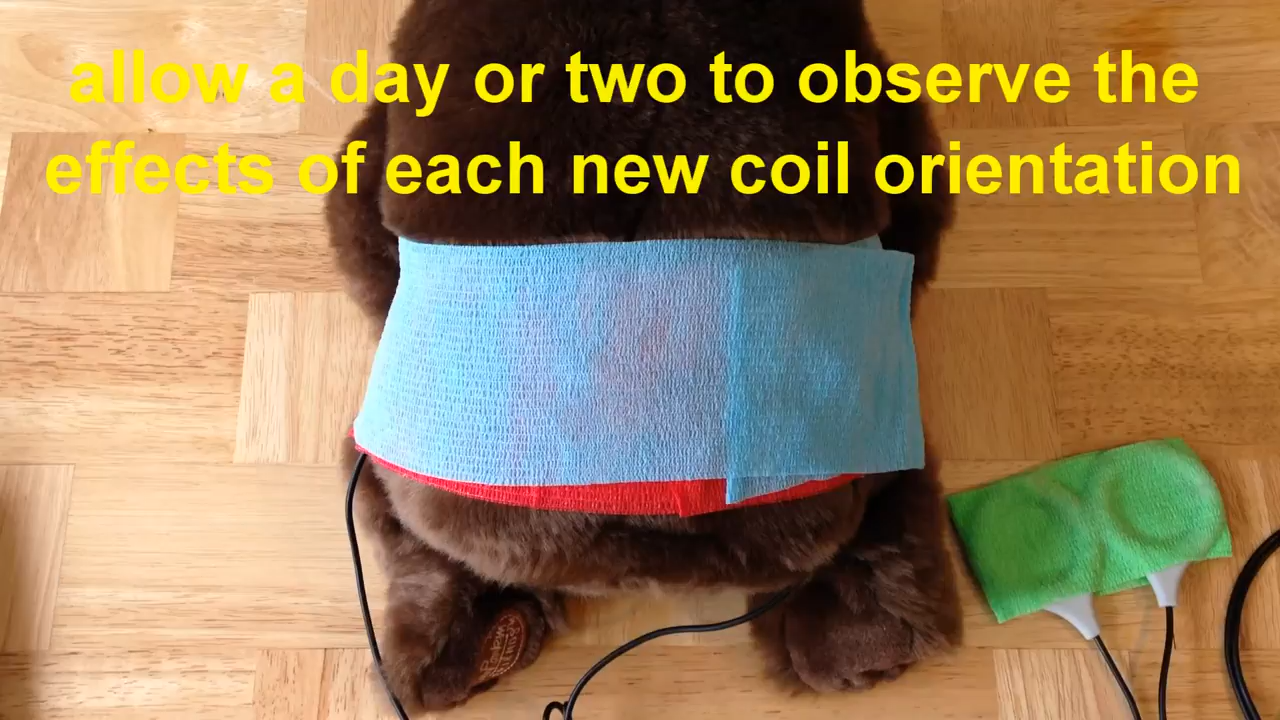 allow a day or two to observe the
effects of each new coil orientation